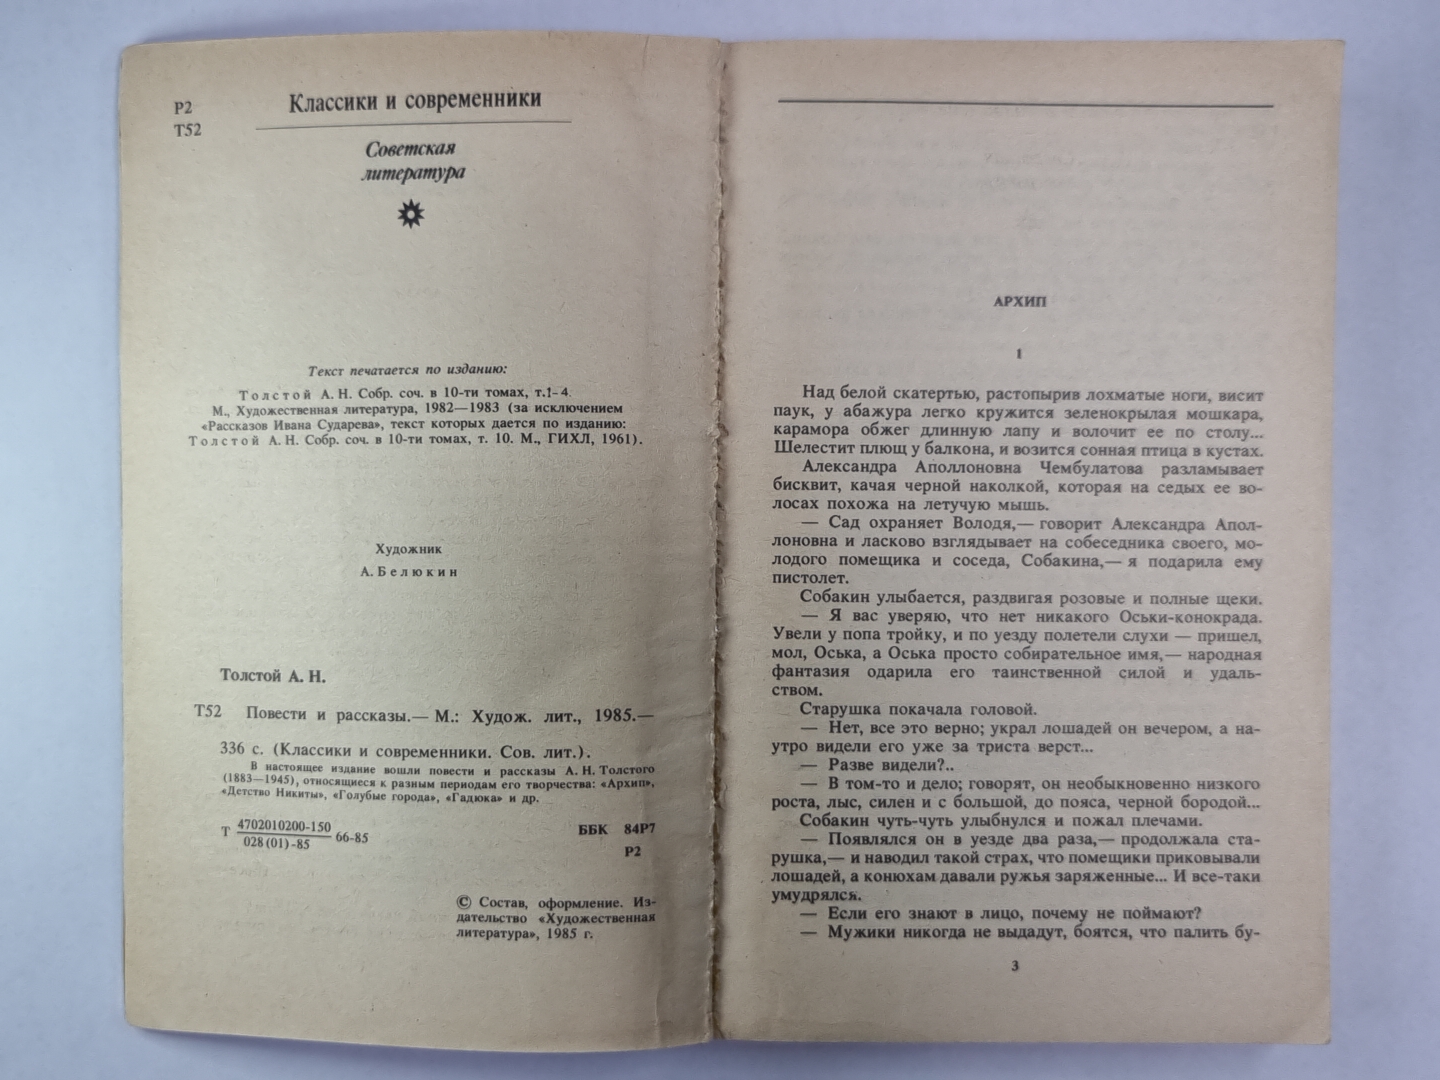 Р2
Т52
Классики и современники
Советская
литература
Текст печатается по изданию:
Толстой А. Н. Собр. соч. в 10-ти томах, т.1-4.
М., Художественная литература, 1982—1983 (за исключением
«Рассказов Ивана Сударева», текст которых дается по изданию:
Толстой А. Н. Собр. соч. в 10-ти томах, т. 10. М., ГИХЛ, 1961).
Художник
А. Белюкин
Толстой А. Н.
Т52 Повести и рассказы.— М.: Худож. лит., 1985.—
336 с. (Классики и современники. Сов. лит.).
В настоящее издание вошли повести и рассказы А. Н. Толстого
(1883—1945), относящиеся к разным периодам его творчества: «Архип»,
«Детство Никиты», «Голубые города», «Гадюка» и др.
Т 4702010200-150
028(01)-85 66-85
ББК 84Р7
Р2
© Состав, оформление. Из-
дательство «Художественная
литература», 1985 г.
АРХИП
1
Над белой скатертью, растопырив лохматые ноги, висит
паук, у абажура легко кружится зеленокрылая мошкара,
карамора обжег длинную лапу и волочит ее по столу...
Шелестит плющ у балкона, и возится сонная птица в кустах.
Александра Аполлоновна Чембулатова разламывает
бисквит, качая черной наколкой, которая на седых ее во-
лосах похожа на летучую мышь.
— Сад охраняет Володя,— говорит Александра Апол-
лоновна и ласково взглядывает на собеседника своего, мо-
лодого помещика и соседа, Собакина,— я подарила ему
пистолет.
Собакин улыбается, раздвигая розовые и полные щеки.
— Я вас уверяю, что нет никакого Оськи-конокрада.
Увели у попа тройку, и по уезду полетели слухи — пришел,
мол, Оська, а Оська просто собирательное имя,— народная
фантазия одарила его таинственной силой и удаль-
ством.
Старушка покачала головой.
— Нет, все это верно; украл лошадей он вечером, а на-
утро видели его уже за триста верст...
— Разве видели?..
— В том-то и дело; говорят, он необыкновенно низкого
роста, лыс, силен и с большой, до пояса, черной бородой...
Собакин чуть-чуть улыбнулся и пожал плечами.
— Появлялся он в уезде два раза,— продолжала ста-
рушка,— и наводил такой страх, что помещики приковывали
лошадей, а конюхам давали ружья заряженные... И все-таки
умудрялся.
— Если его знают в лицо, почему не поймают?
— Мужики никогда не выдадут, боятся, что палить бу-
3